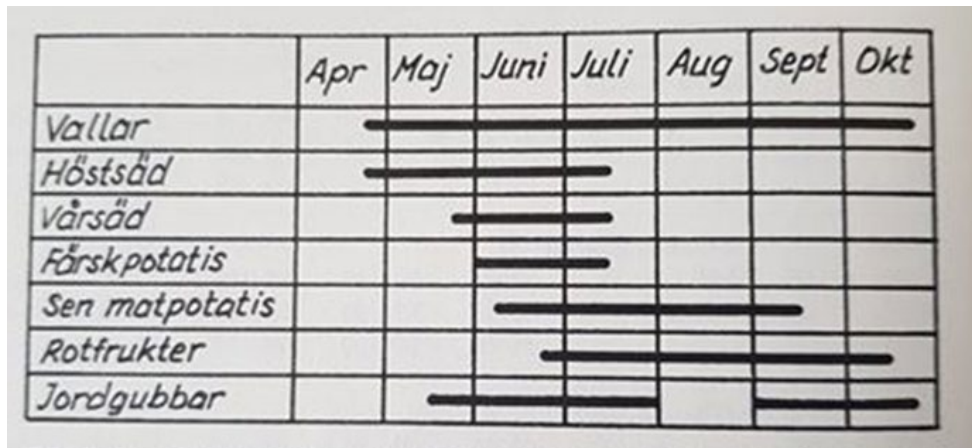 Apr Maj Juni Juli Aug Sept Okt
Vallar
Höstsäd
Vårsäd
Färskpotatis
Sen matpotatis
Rotfrukter
Jordgubbar